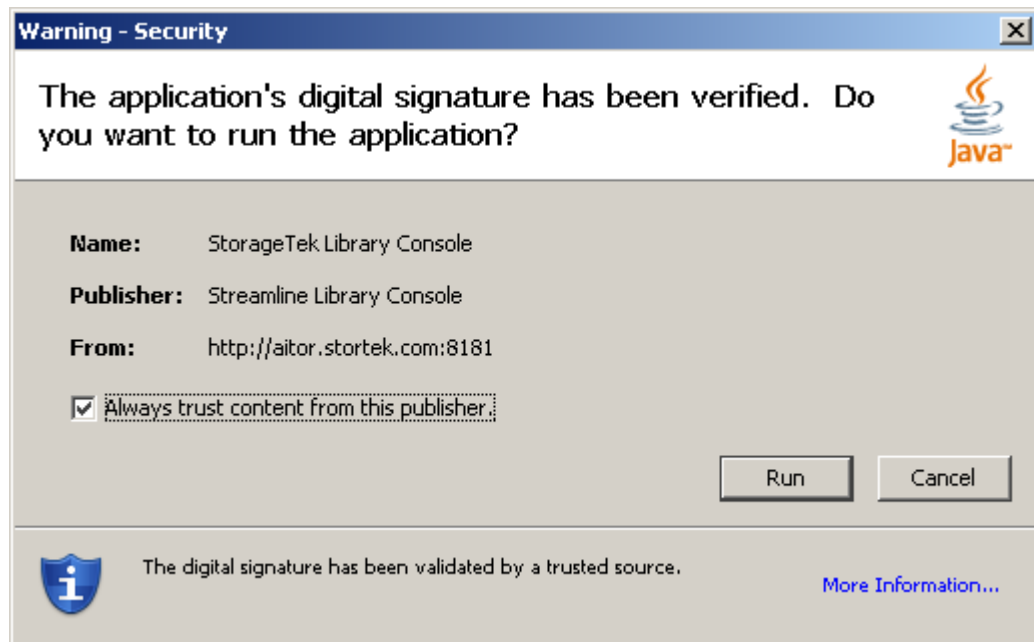 Warning - Security
The application's digital signature has been verified. Do
you want to run the application?
Java™
Name: StorageTek Library Console
Publisher: Streamline Library Console
From: http://aitor.stortek.com:8181
Always trust content from this publisher.
Run Cancel
The digital signature has been validated by a trusted source.
More Information...